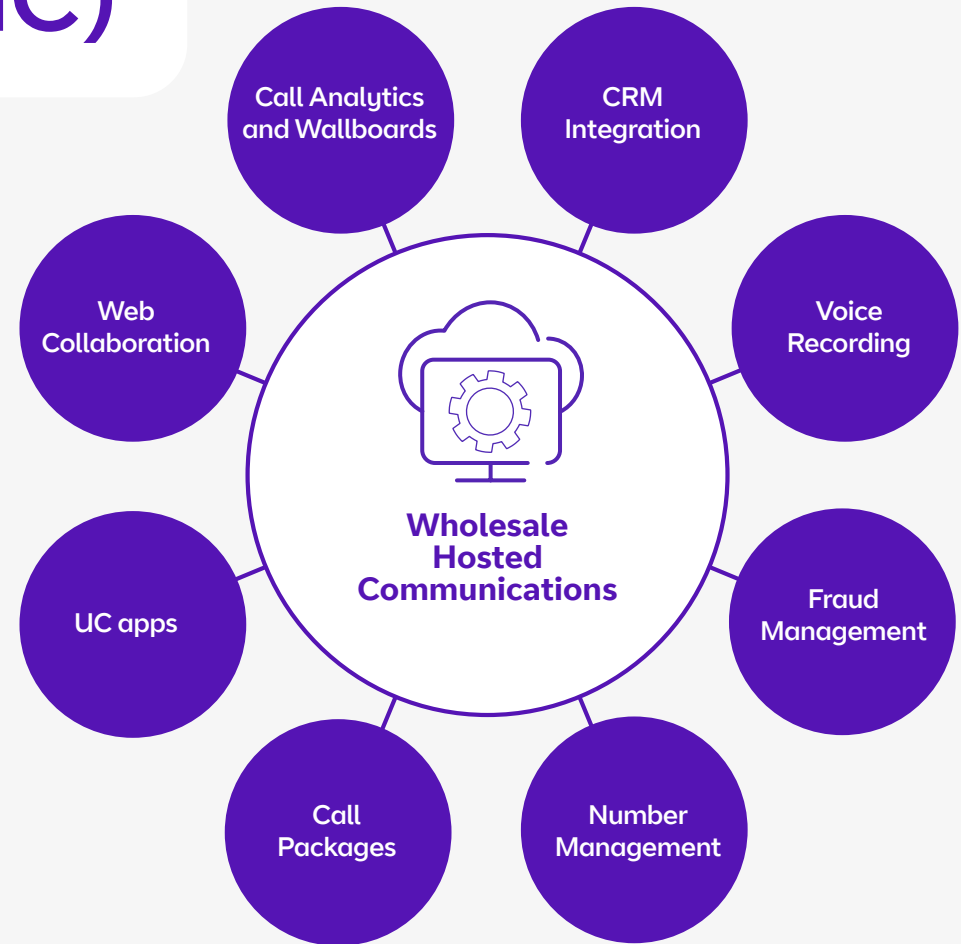 C)
Call Analytics
and Wallboards
CRM
Integration
Web
Collaboration
Voice
Recording
Wholesale
Hosted
Communications
UC apps
Fraud
Management
Call
Packages
Number
Management